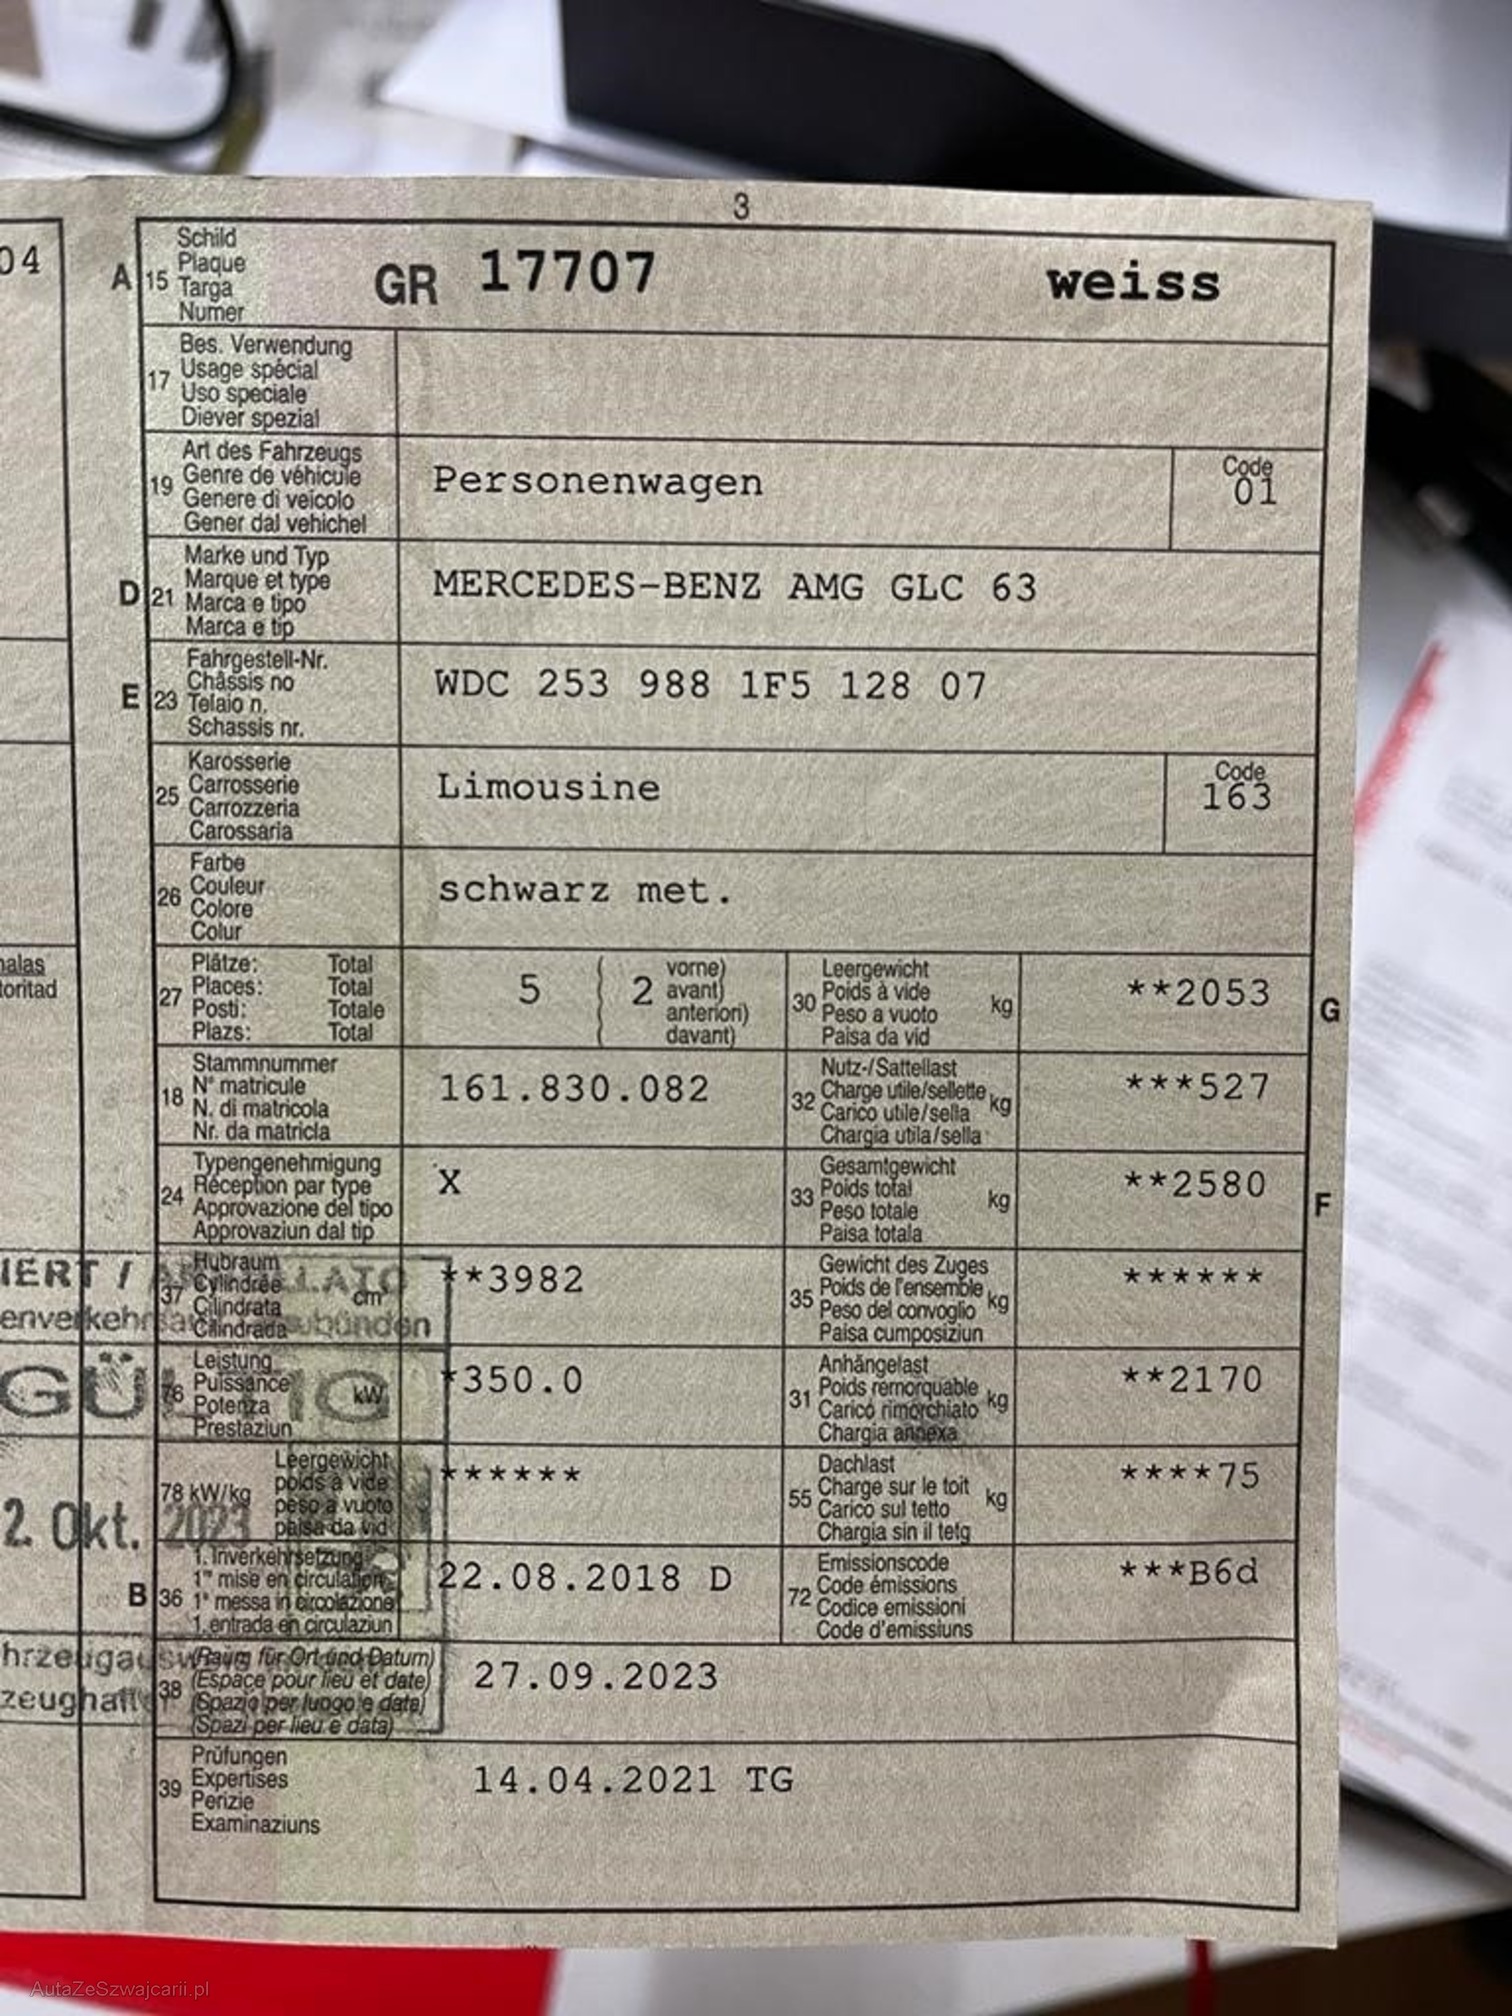 3
04
A 15 Schild
Plaque
Targa
Numer
GR 17707 weiss
17 Bes. Verwendung
Usage spécial
Uso speciale
Diever spezial
19 Art des Fahrzeugs
Genre de véhicule
Genere di veicolo
Gener dal vehichel
Personenwagen
Code
01
D 21 Marke und Typ
Marque et type
Marca e tipo
Marca e tip
MERCEDES-BENZ AMG GLC 63
E 23 Fahrgestell-Nr.
Châssis no
Telaio n.
Schassis nr.
WDC 253 988 1F5 128 07
25 Karosserie
Carrosserie
Carrozzeria
Carossaria
Limousine
Code
163
26 Farbe
Couleur
Colore
Colur
schwarz met.
nalas
toritad
27 Plätze: Total
Places: Total
Posti: Totale
Plazs: Total
5 ( 2 vorne)
avant)
anteriori)
davant)
30 Leergewicht
Poids à vide
Peso a vuoto
Paisa da vid
kg
**2053
G
18 Stammnummer
N° matricule
N. di matricola
Nr. da matricla
161.830.082
32 Nutz-/Sattellast
Charge utile/sellette
Carico utile/sella
Chargia utila/sella
kg
***527
24 Typengenehmigung
Réception par type
Approvazione del tipo
Approvaziun dal tip
X
33 Gesamtgewicht
Poids total
Peso totale
Paisa totala
kg
**2580
F
37 Hubraum
Cylindrée
Cilindrata
Cilindrada
cm³
**3982
35 Gewicht des Zuges
Poids de l'ensemble
Peso del convoglio
Paisa cumposiziun
kg
******
76 Leistung
Puissance
Potenza
Prestaziun
kW
*350.0
31 Anhängelast
Poids remorquable
Carico rimorchiato
Chargia annexa
kg
**2170
78 kW/kg Leergewicht
poids à vide
peso a vuoto
paisa da vid
******
55 Dachlast
Charge sur le toit
Carico sul tetto
Chargia sin il tetg
kg
****75
B 36 1. Inverkehrsetzung
1re mise en circulation
1a messa in circolazione
1. entrada en circulaziun
22.08.2018 D
72 Emissionscode
Code émissions
Codice emissioni
Code d'emissiuns
***B6d
38 (Raum für Ort und Datum)
(Espace pour lieu et date)
(Spazio per luogo e data)
(Spazi per lieu e data)
27.09.2023
39 Prüfungen
Expertises
Perizie
Examinaziuns
14.04.2021 TG
IERT /
LLATO
enverkehrs
ubünden
GÜLTIG
2. Okt. 2023
hrzeugausw
zeughaft
AutaZeSzwajcarii.pl